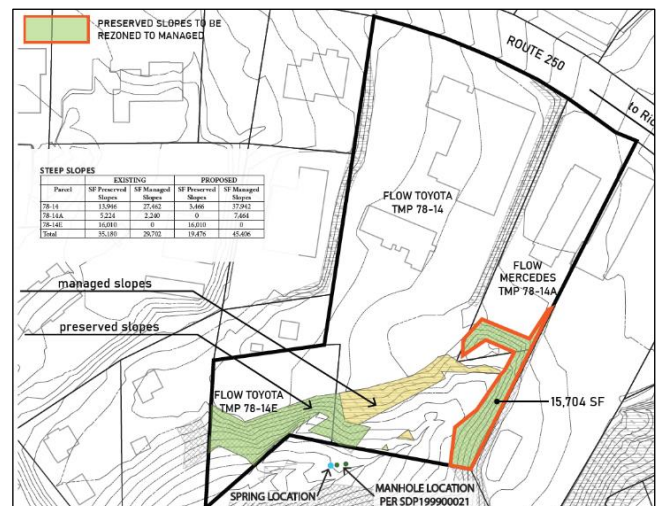 PRESERVED SLOPES TO BE
REZONED TO MANAGED
ROUTE 250
to Ric
STEEP SLOPES
EXISTING PROPOSED
Parcel SF Preserved Slopes SF Managed Slopes SF Preserved Slopes SF Managed Slopes
78-14 13,946 27,462 3,466 37,942
78-14A 5,224 2,240 0 7,464
78-14E 16,010 0 16,010 0
Total 35,180 29,702 19,476 45,406
FLOW TOYOTA
TMP 78-14
FLOW
MERCEDES
TMP 78-14A
managed slopes
preserved slopes
FLOW TOYOTA
TMP 78-14E
15,704 SF
SPRING LOCATION
MANHOLE LOCATION
PER SDP199900021